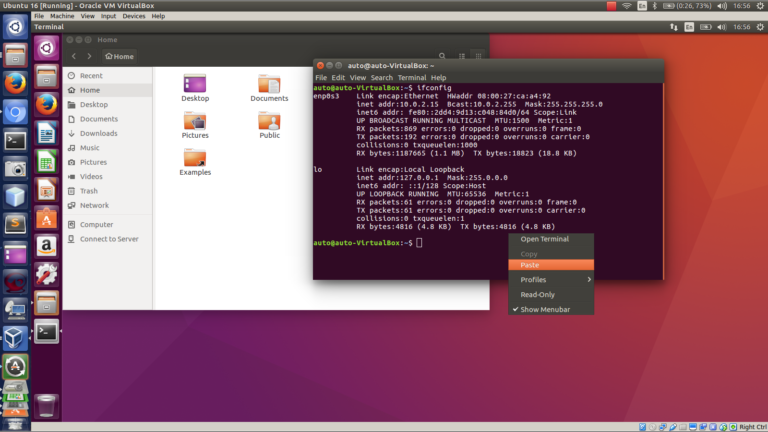 Ubuntu 16 [Running] - Oracle VM VirtualBox
En
(0:26, 73%)
16:56
File Machine View Input Devices Help
Terminal
En
16:56
Home
Home
Recent
Home
Desktop
Documents
Downloads
Music
Pictures
Videos
Trash
Network
Computer
Connect to Server
Desktop
Documents
Pictures
Public
Examples
auto@auto-VirtualBox: ~
File Edit View Search Terminal Help
auto@auto-VirtualBox:~$ ifconfig
enp0s3 Link encap:Ethernet HWaddr 08:00:27:ca:a4:92
inet addr:10.0.2.15 Bcast:10.0.2.255 Mask:255.255.255.0
inet6 addr: fe80::2dd4:9d13:c048:84d0/64 Scope:Link
UP BROADCAST RUNNING MULTICAST MTU:1500 Metric:1
RX packets:869 errors:0 dropped:0 overruns:0 frame:0
TX packets:192 errors:0 dropped:0 overruns:0 carrier:0
collisions:0 txqueuelen:1000
RX bytes:1187665 (1.1 MB) TX bytes:18823 (18.8 KB)
lo Link encap:Local Loopback
inet addr:127.0.0.1 Mask:255.0.0.0
inet6 addr: ::1/128 Scope:Host
UP LOOPBACK RUNNING MTU:65536 Metric:1
RX packets:61 errors:0 dropped:0 overruns:0 frame:0
TX packets:61 errors:0 dropped:0 overruns:0 carrier:0
collisions:0 txqueuelen:1
RX bytes:4816 (4.8 KB) TX bytes:4816 (4.8 KB)
auto@auto-VirtualBox:~$
Open Terminal
Copy
Paste
Profiles
Read-Only
Show Menubar
Right Ctrl